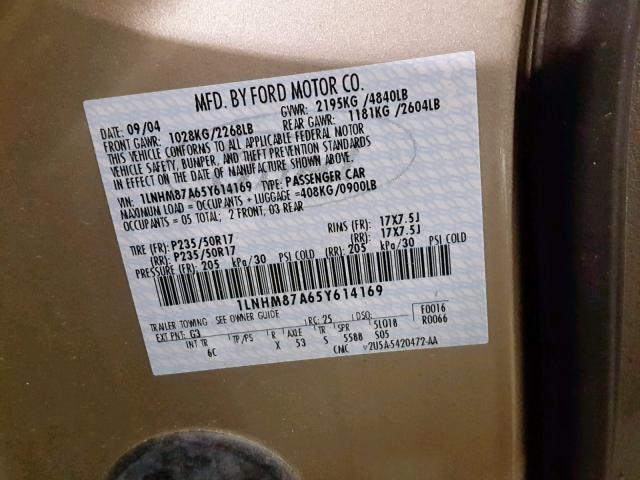 MFD. BY FORD MOTOR CO.
DATE: 09/04 GVWR: 2195KG /4840LB
FRONT GAWR: 1028KG/2268LB REAR GAWR: 1181KG /2604LB
THIS VEHICLE CONFORMS TO ALL APPLICABLE FEDERAL MOTOR
VEHICLE SAFETY, BUMPER, AND THEFT PREVENTION STANDARDS
IN EFFECT ON THE DATE OF MANUFACTURE SHOWN ABOVE.
VIN: 1LNHM87A65Y614169 TYPE: PASSENGER CAR
MAXIMUM LOAD = OCCUPANTS + LUGGAGE =408KG/0900LB
OCCUPANTS = 05 TOTAL; 2 FRONT, 03 REAR
TIRE (FR): P235/50R17 RIMS (FR): 17X7.5J
(RR): P235/50R17 (RR): 17X7.5J
PRESSURE (FR): 205 kPa/30 PSI COLD (RR): 205 kPa/30 PSI COLD
1LNHM87A65Y614169
TRAILER TOWING - SEE OWNER GUIDE RC: 25 DSO: F0016
EXT PNT: G3 R0066
INT TR TP/PS R AXLE TR SPR 5LQ18
6C X 53 S 5588 S05
CMC ▽2U5A-5420472-AA